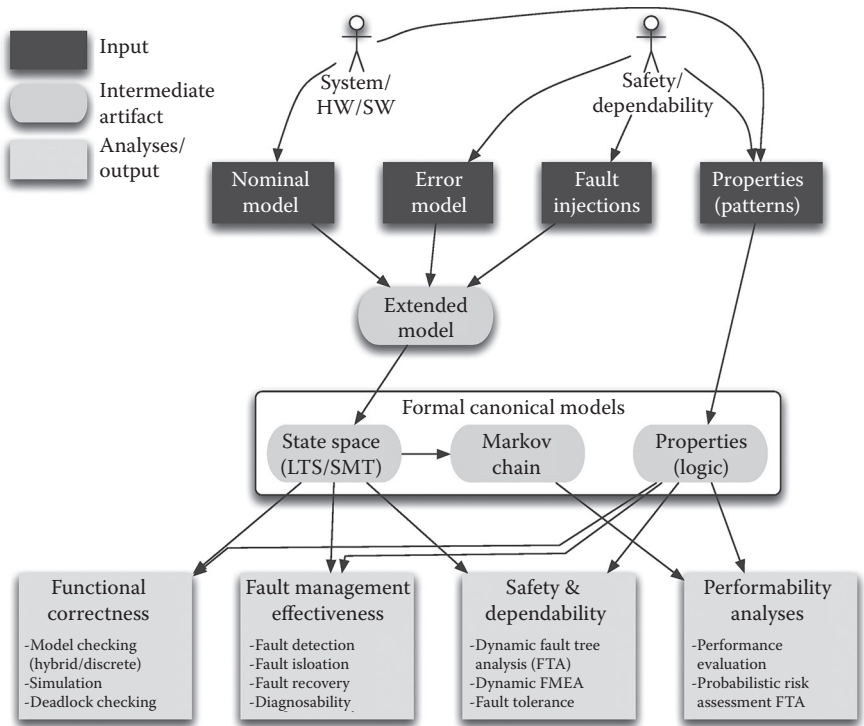 Input
Intermediate
artifact
Analyses/
output
System/
HW/SW
Safety/
dependability
Nominal
model
Error
model
Fault
injections
Properties
(patterns)
Extended
model
Formal canonical models
State space
(LTS/SMT)
Markov
chain
Properties
(logic)
Functional
correctness
-Model checking
(hybrid/discrete)
-Simulation
-Deadlock checking
Fault management
effectiveness
-Fault detection
-Fault isloation
-Fault recovery
-Diagnosability
Safety &
dependability
-Dynamic fault tree
analysis (FTA)
-Dynamic FMEA
-Fault tolerance
Performability
analyses
-Performance
evaluation
-Probabilistic risk
assessment FTA